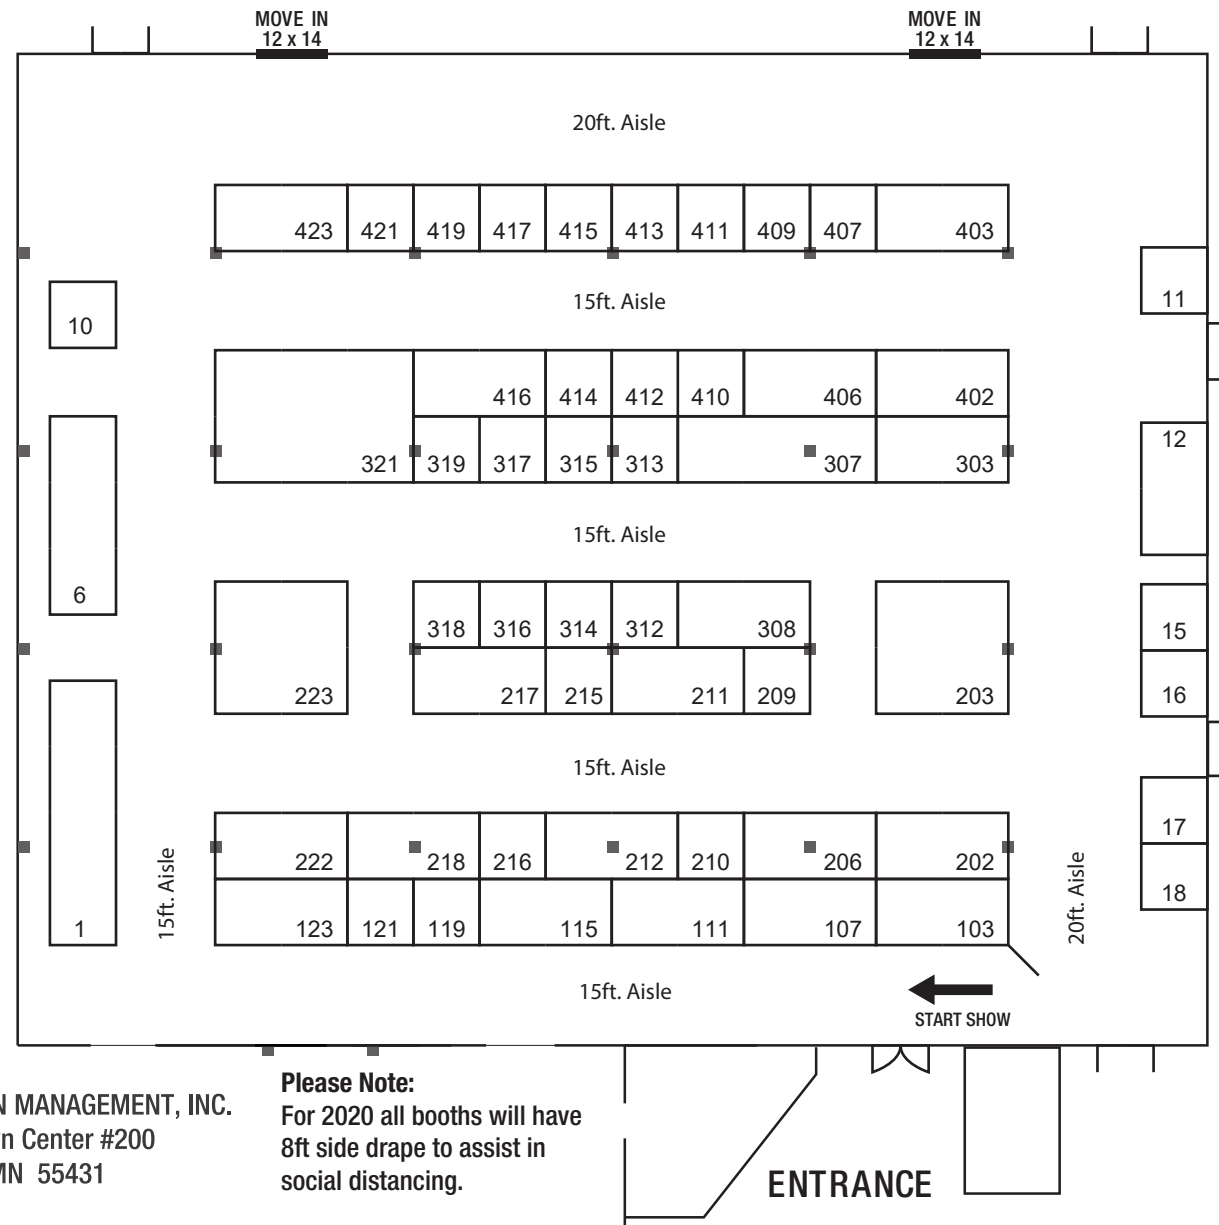 MOVE IN
12 x 14
MOVE IN
12 x 14
20ft. Aisle
423 421 419 417 415 413 411 409 407 403
11
15ft. Aisle
10
416 414 412 410 406 402
12
321 319 317 315 313 307 303
15ft. Aisle
6
318 316 314 312 308
15
223 217 215 211 209 203
16
15ft. Aisle
17
222 218 216 212 210 206 202
15ft. Aisle
20ft. Aisle
18
1
123 121 119 115 111 107 103
15ft. Aisle
START SHOW
N MANAGEMENT, INC.
n Center #200
MN 55431
Please Note:
For 2020 all booths will have
8ft side drape to assist in
social distancing.
ENTRANCE